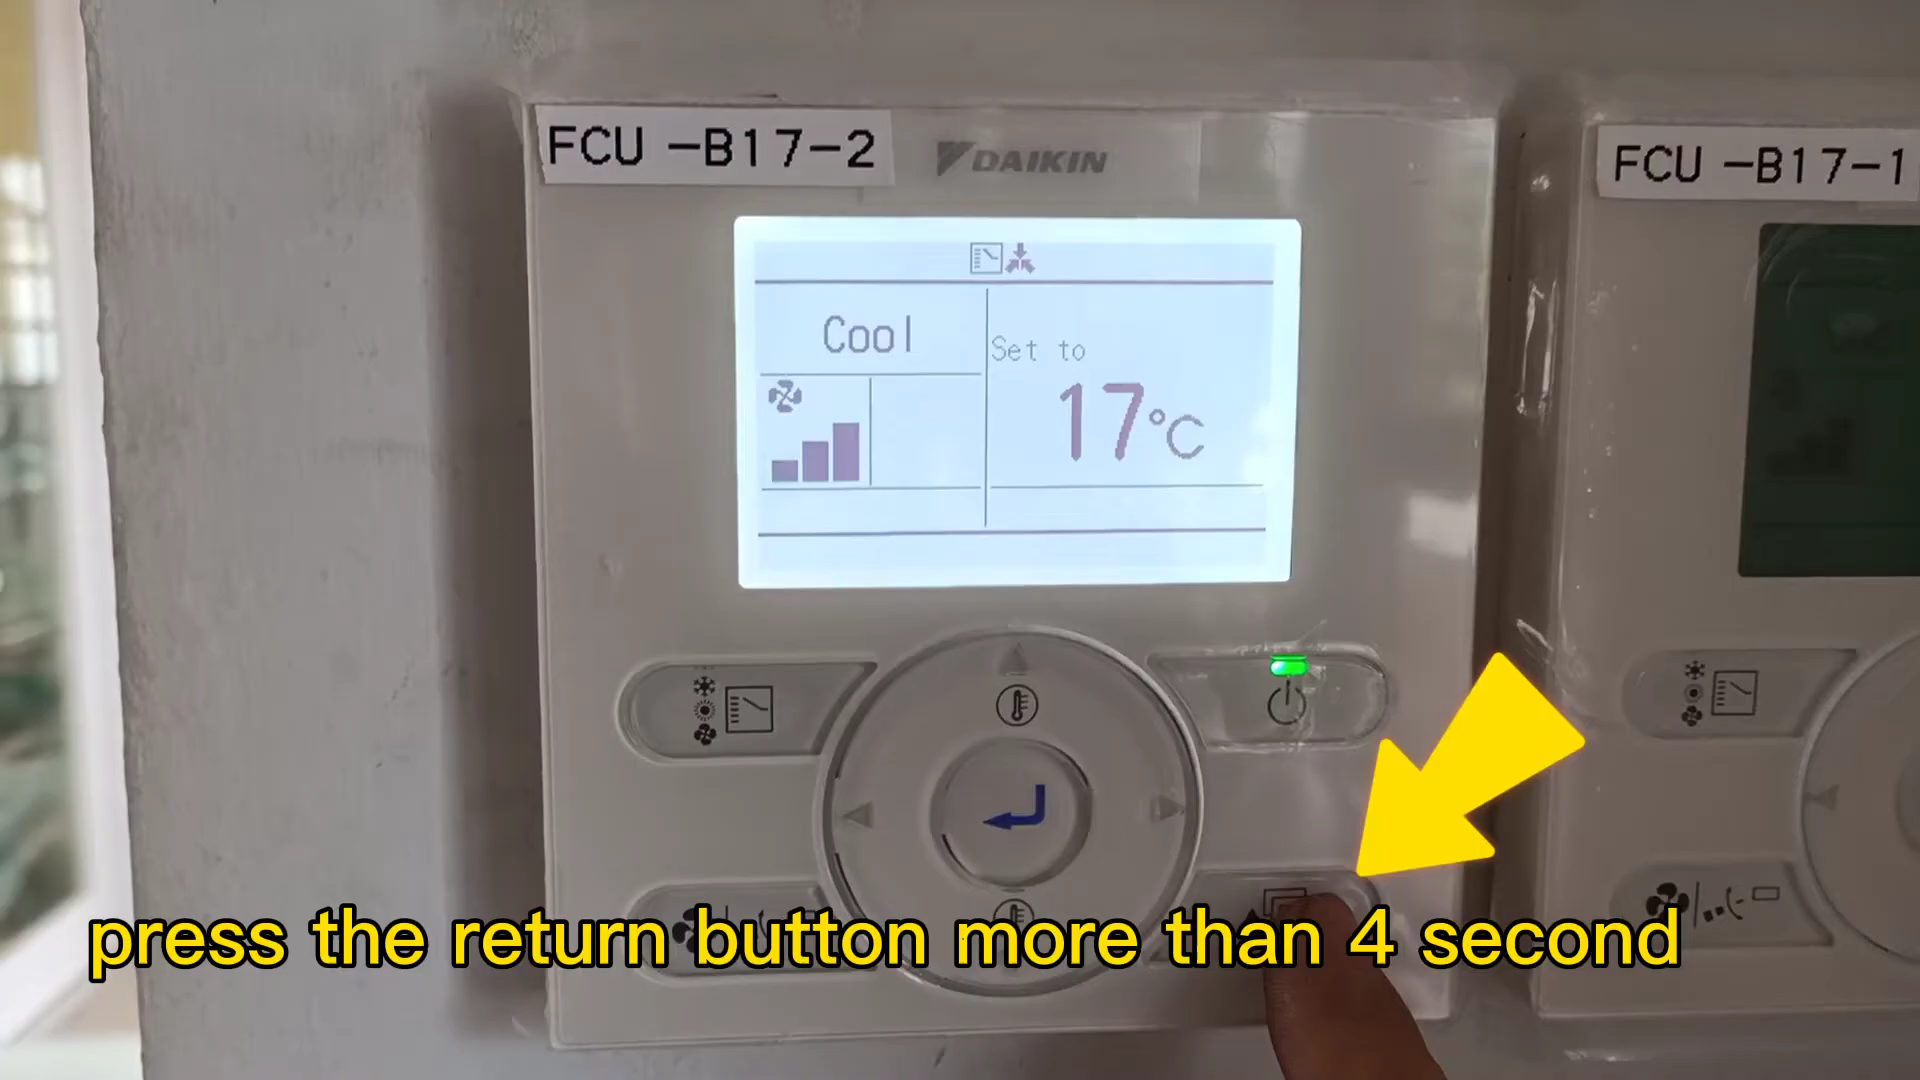 FCU -B17-2
DAIKIN
FCU -B17-1
Cool
Set to
17°C
press the return button more than 4 second